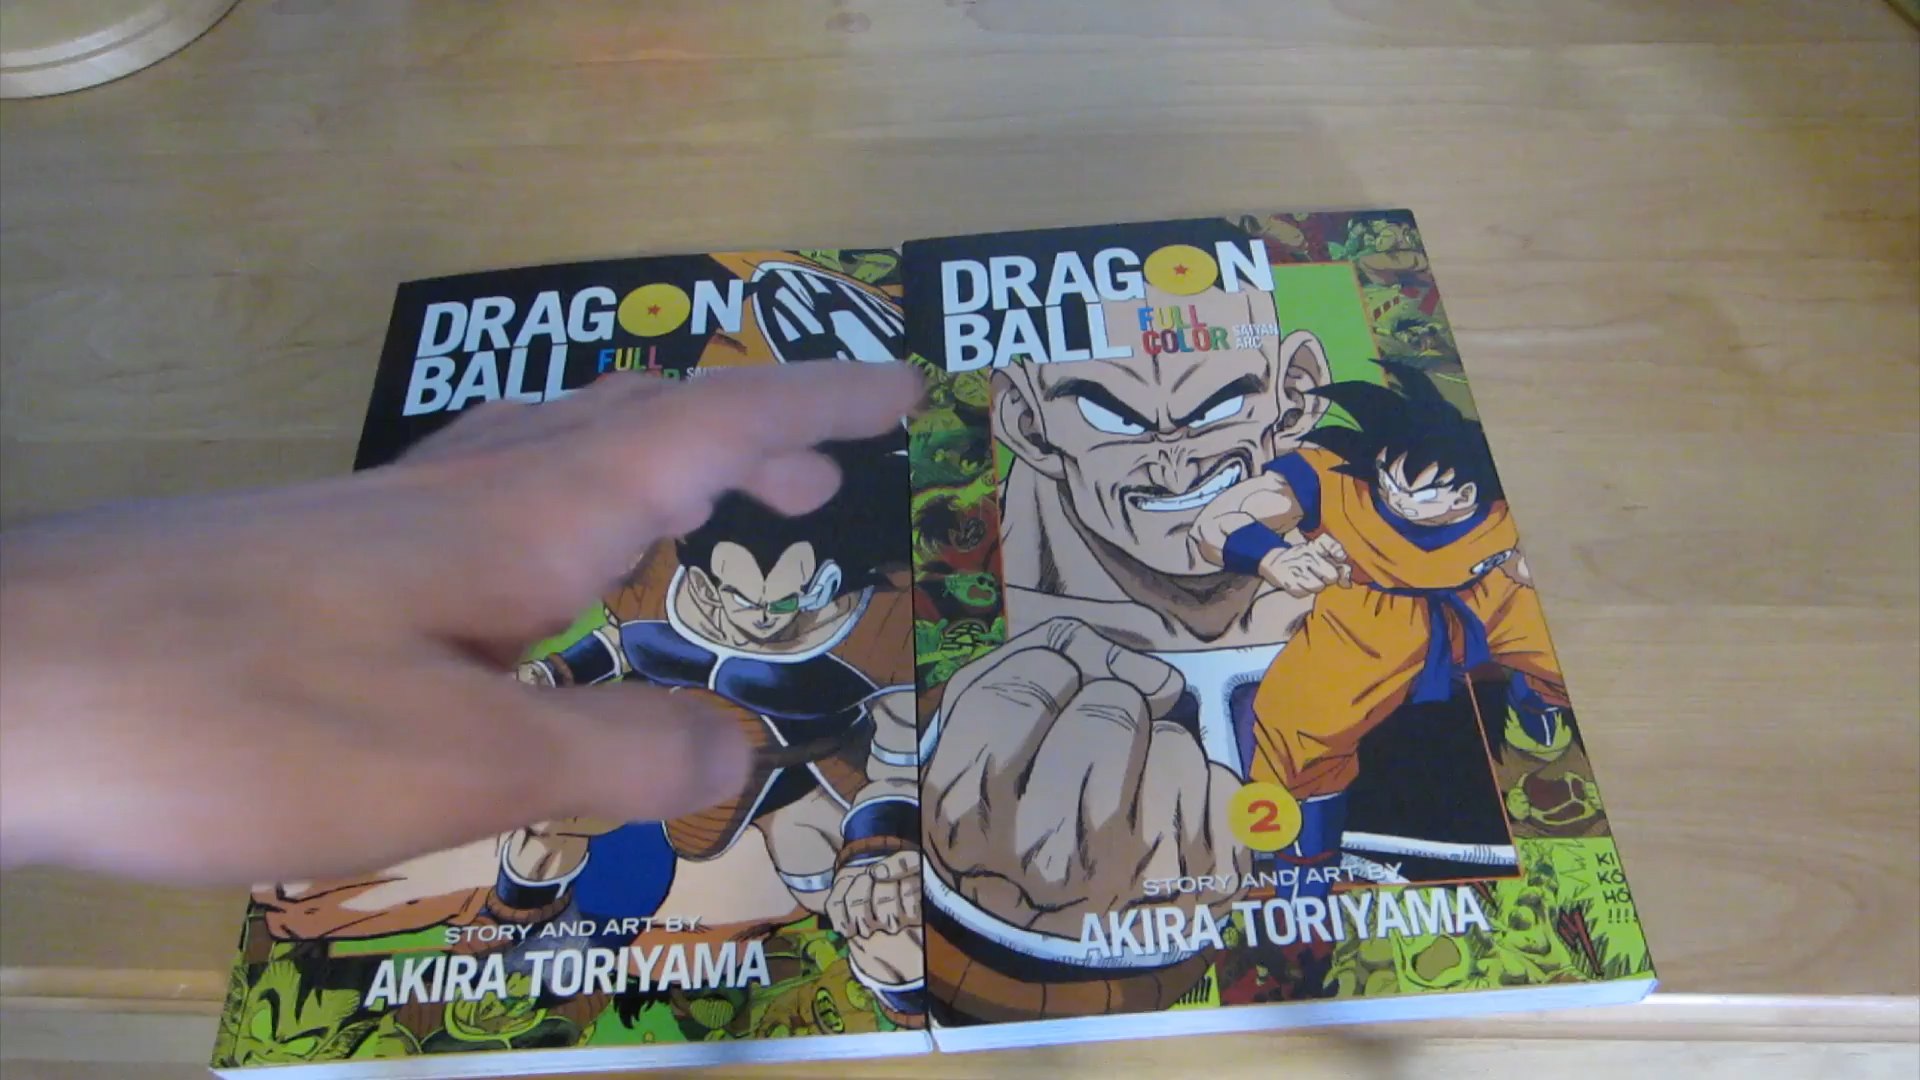 DRAGON
BALL
FULL
DRAGON
BALL
FULL
COLOR
SAIYAN
ARC
2
STORY AND ART BY
AKIRA TORIYAMA
STORY AND ART BY
AKIRA TORIYAMA
KI
KO
HO
!!!!